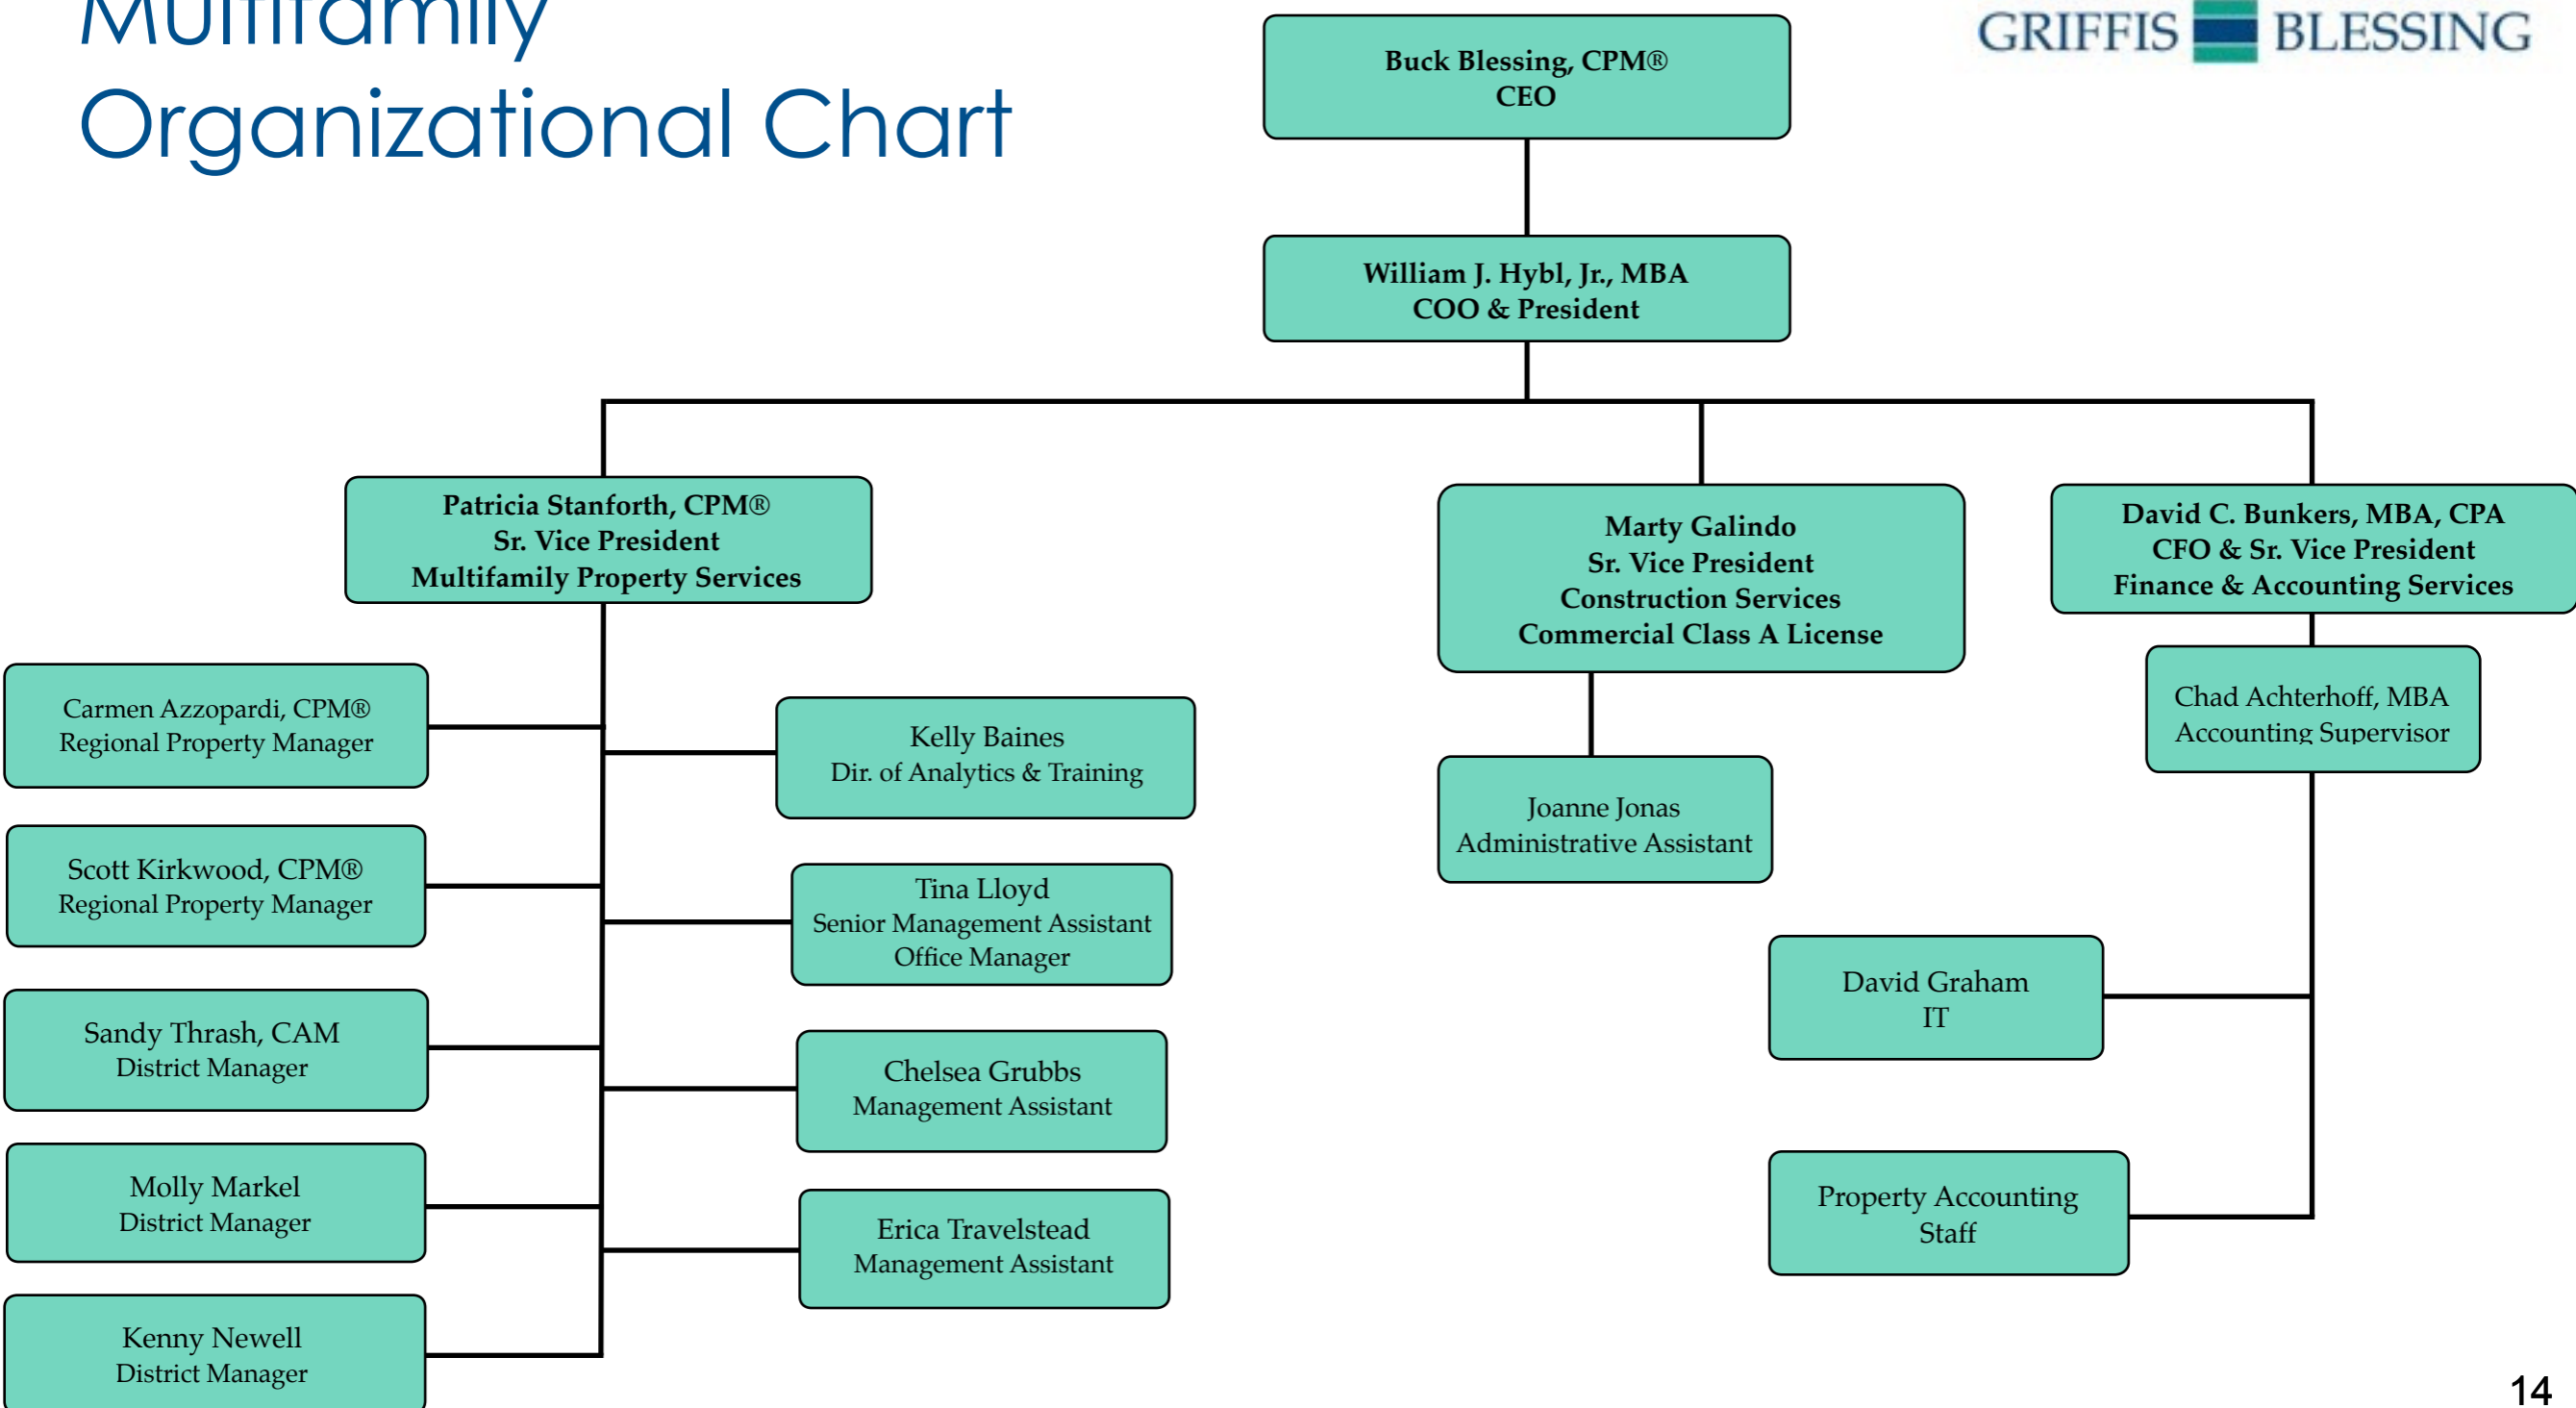 Multifamily
Organizational Chart
GRIFFIS BLESSING
Buck Blessing, CPM®
CEO
William J. Hybl, Jr., MBA
COO & President
Patricia Stanforth, CPM®
Sr. Vice President
Multifamily Property Services
Marty Galindo
Sr. Vice President
Construction Services
Commercial Class A License
David C. Bunkers, MBA, CPA
CFO & Sr. Vice President
Finance & Accounting Services
Carmen Azzopardi, CPM®
Regional Property Manager
Scott Kirkwood, CPM®
Regional Property Manager
Sandy Thrash, CAM
District Manager
Molly Markel
District Manager
Kenny Newell
District Manager
Kelly Baines
Dir. of Analytics & Training
Tina Lloyd
Senior Management Assistant
Office Manager
Chelsea Grubbs
Management Assistant
Erica Travelstead
Management Assistant
Joanne Jonas
Administrative Assistant
Chad Achterhoff, MBA
Accounting Supervisor
David Graham
IT
Property Accounting
Staff
14